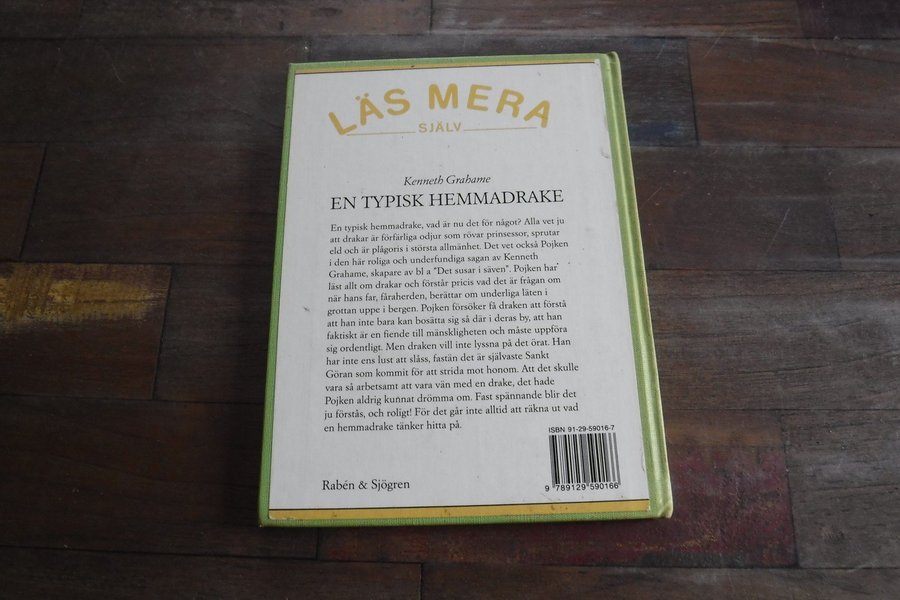 LÄS MERA
SJÄLV
Kenneth Grahame
EN TYPISK HEMMADRAKE
En typisk hemmadrake, vad är nu det för något? Alla vet ju
att drakar är förfärliga odjur som rövar prinsessor, sprutar
eld och är plågoris i största allmänhet. Det vet också Pojken
i den här roliga och underfundiga sagan av Kenneth
Grahame, skapare av bl a "Det susar i säven". Pojken har
läst allt om drakar och förstår pricis vad det är frågan om
när hans far, fåraherden, berättar om underliga läten i
grottan uppe i bergen. Pojken försöker få draken att förstå
att han inte bara kan bosätta sig så där i deras by, att han
faktiskt är en fiende till mänskligheten och måste uppföra
sig ordentligt. Men draken vill inte lyssna på det örat. Han
har inte ens lust att slåss, fastän det är självaste Sankt
Göran som kommit för att strida mot honom. Att det skulle
vara så arbetsamt att vara vän med en drake, det hade
Pojken aldrig kunnat drömma om. Fast spännande blir det
ju förstås, och roligt! För det går inte alltid att räkna ut vad
en hemmadrake tänker hitta på.
ISBN 91-29-59016-7
9 789129 590166
Rabén & Sjögren